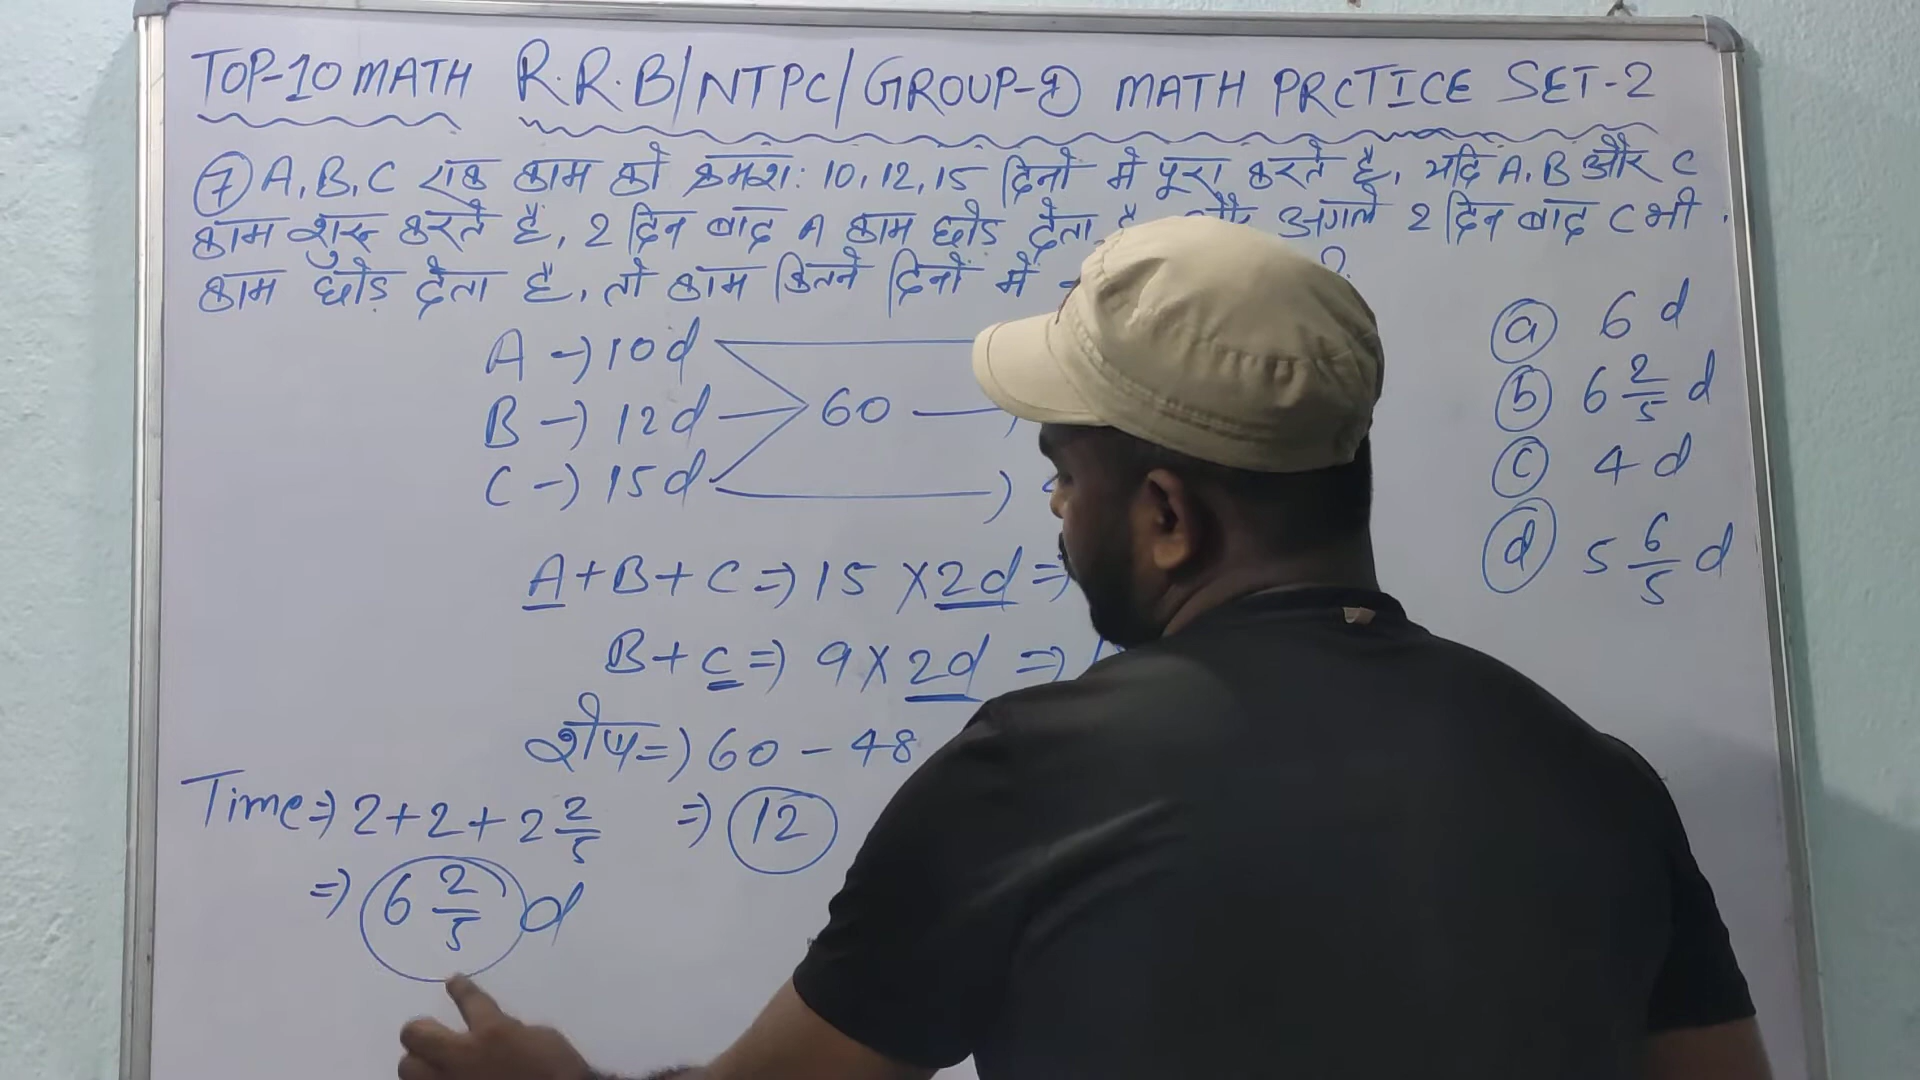 TOP-10 MATH R.R.B/NTPC/GROUP-D MATH PRCTICE SET-2
7 A, B, C एक काम को क्रमश: 10, 12, 15 दिनो मे पूरा करते है, यदि A, B और C
काम शुरू करते हैं, 2 दिन बाद A काम छोड देता है और अगले 2 दिन बाद C भी
काम छोड देता है, तो काम कितने दिनों में
A → 10d
B → 12d 60
C → 15d
a 6 d
b 6 2/5 d
c 4 d
d 5 6/5 d
A+B+C ⇒ 15 × 2d ⇒
B+C ⇒ 9 × 2d ⇒
शेष ⇒ 60 - 48
⇒ 12
Time ⇒ 2+2+2 2/5
⇒ 6 2/5 d